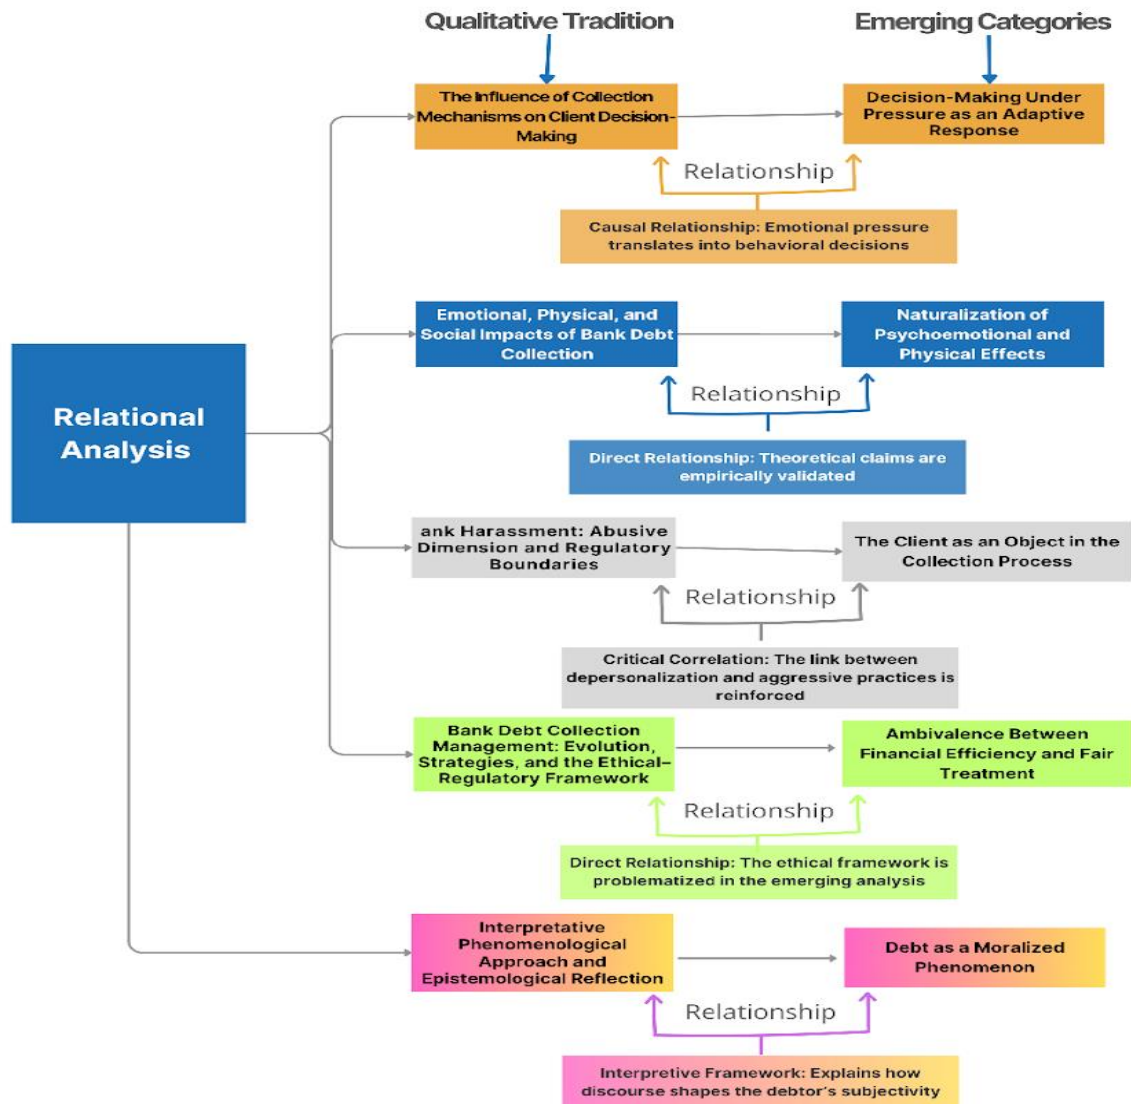 Qualitative Tradition
Emerging Categories
The Influence of Collection
Mechanisms on Client Decision-
Making
Decision-Making Under
Pressure as an Adaptive
Response
Relationship
Causal Relationship: Emotional pressure
translates into behavioral decisions
Emotional, Physical, and
Social Impacts of Bank Debt
Collection
Naturalization of
Psychoemotional and
Physical Effects
Relationship
Direct Relationship: Theoretical claims are
empirically validated
Relational
Analysis
ank Harassment: Abusive
Dimension and Regulatory
Boundaries
The Client as an Object in the
Collection Process
Relationship
Critical Correlation: The link between
depersonalization and aggressive practices is
reinforced
Bank Debt Collection
Management: Evolution,
Strategies, and the Ethical–
Regulatory Framework
Ambivalence Between
Financial Efficiency and Fair
Treatment
Relationship
Direct Relationship: The ethical framework is
problematized in the emerging analysis
Interpretative
Phenomenological
Approach and
Epistemological Reflection
Debt as a Moralized
Phenomenon
Relationship
Interpretive Framework: Explains how
discourse shapes the debtor's subjectivity